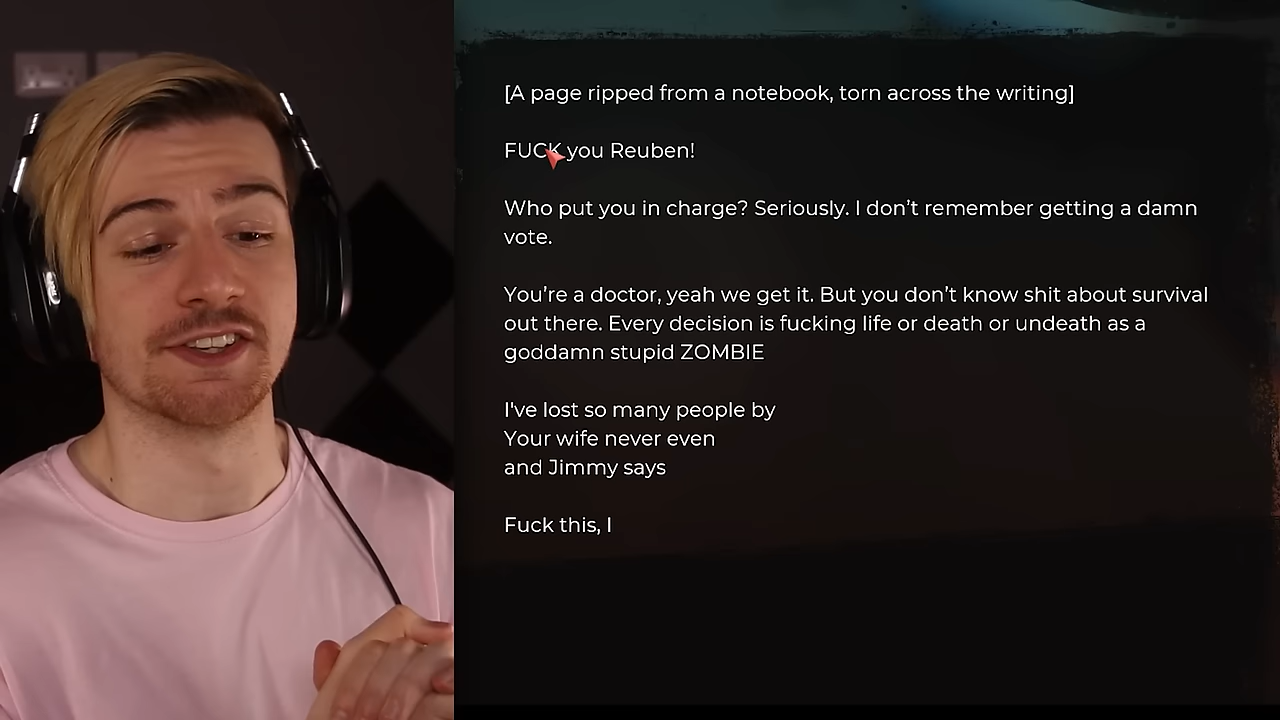 [A page ripped from a notebook, torn across the writing]
FUCK you Reuben!
Who put you in charge? Seriously. I don’t remember getting a damn
vote.
You’re a doctor, yeah we get it. But you don’t know shit about survival
out there. Every decision is fucking life or death or undeath as a
goddamn stupid ZOMBIE
I've lost so many people by
Your wife never even
and Jimmy says
Fuck this, I